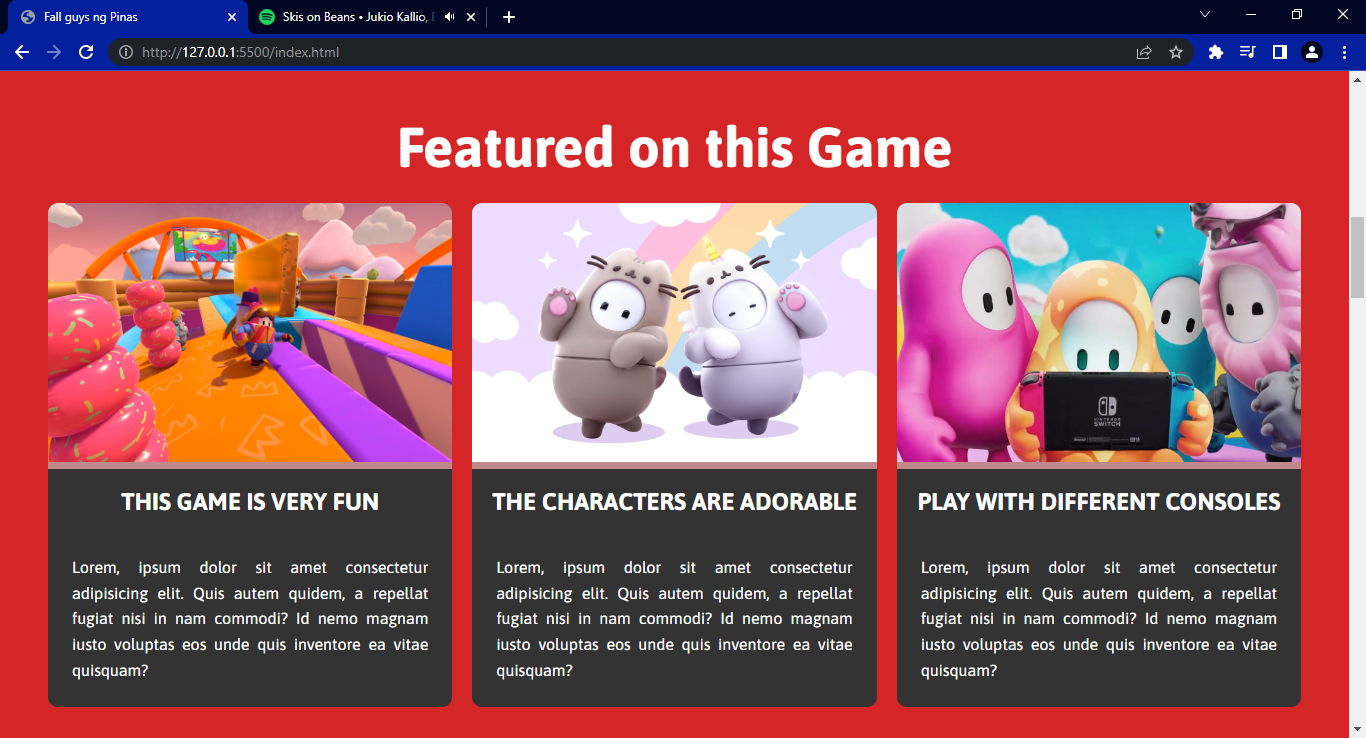 Fall guys ng Pinas
Skis on Beans • Jukio Kallio,
http://127.0.0.1:5500/index.html
Featured on this Game
NINTENDO
SWITCH
THIS GAME IS VERY FUN
THE CHARACTERS ARE ADORABLE
PLAY WITH DIFFERENT CONSOLES
Lorem, ipsum dolor sit amet consectetur
adipisicing elit. Quis autem quidem, a repellat
fugiat nisi in nam commodi? Id nemo magnam
iusto voluptas eos unde quis inventore ea vitae
quisquam?
Lorem, ipsum dolor sit amet consectetur
adipisicing elit. Quis autem quidem, a repellat
fugiat nisi in nam commodi? Id nemo magnam
iusto voluptas eos unde quis inventore ea vitae
quisquam?
Lorem, ipsum dolor sit amet consectetur
adipisicing elit. Quis autem quidem, a repellat
fugiat nisi in nam commodi? Id nemo magnam
iusto voluptas eos unde quis inventore ea vitae
quisquam?